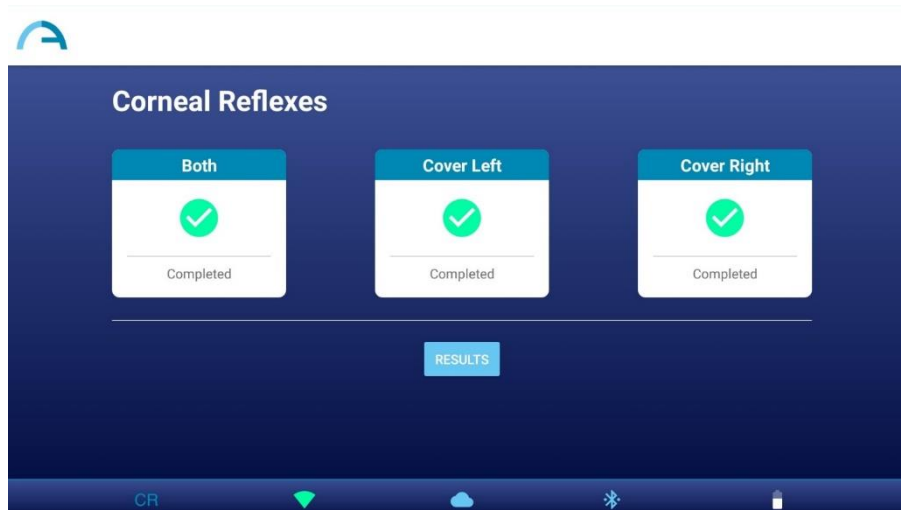 Corneal Reflexes
Both
Cover Left
Cover Right
Completed
Completed
Completed
RESULTS
CR